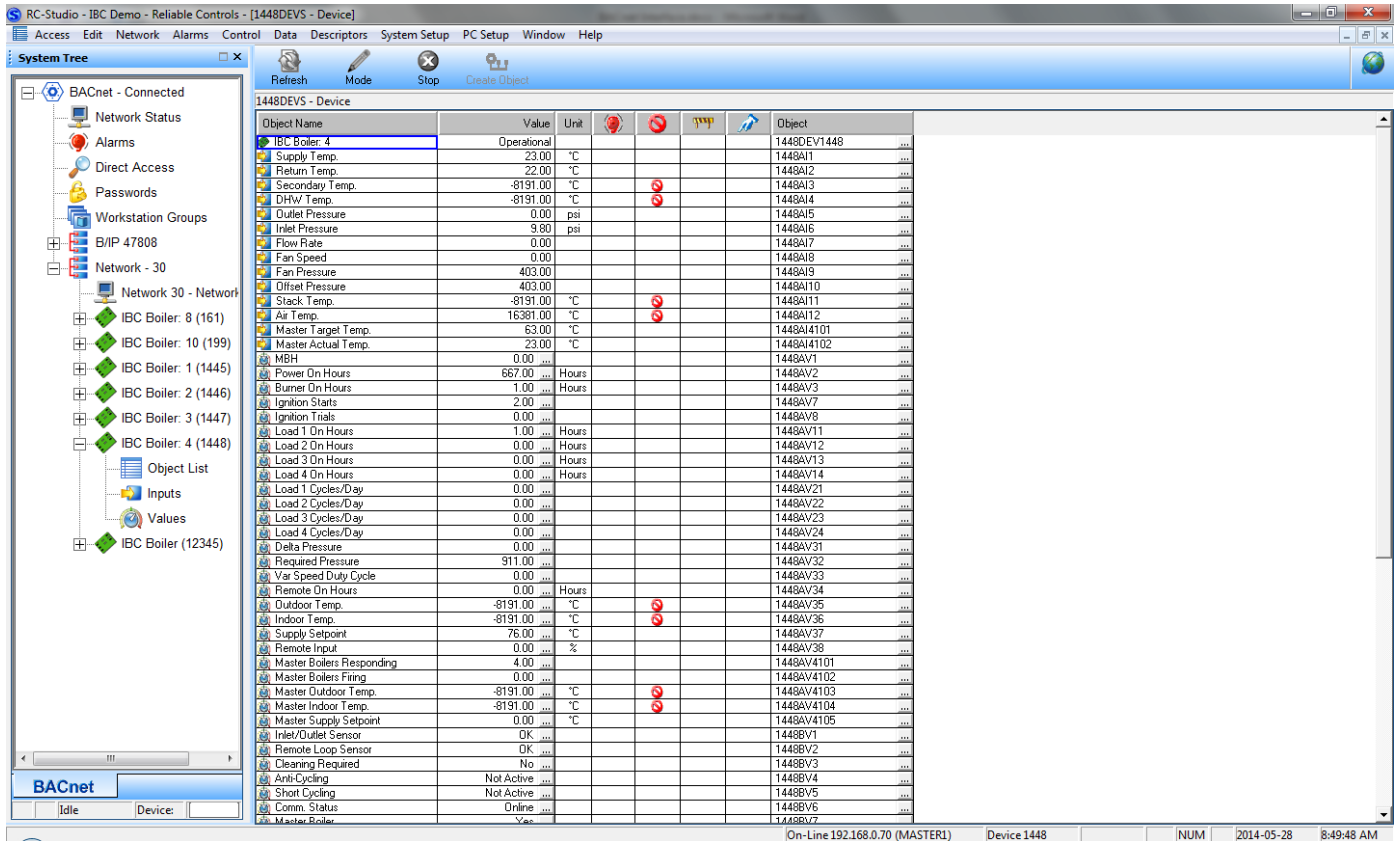 RC-Studio - IBC Demo - Reliable Controls - [1448DEVS - Device]
Access Edit Network Alarms Control Data Descriptors System Setup PC Setup Window Help
System Tree
Refresh Mode Stop Create Object
BACnet - Connected
Network Status
Alarms
Direct Access
Passwords
Workstation Groups
B/IP 47808
Network - 30
Network 30 - Network
IBC Boiler: 8 (161)
IBC Boiler: 10 (199)
IBC Boiler: 1 (1445)
IBC Boiler: 2 (1446)
IBC Boiler: 3 (1447)
IBC Boiler: 4 (1448)
Object List
Inputs
Values
IBC Boiler (12345)
BACnet
Idle Device:
1448DEVS - Device
Object Name Value Unit Object
IBC Boiler: 4 Operational 1448DEV1448 ...
Supply Temp. 23.00 °C 1448AI1 ...
Return Temp. 22.00 °C 1448AI2 ...
Secondary Temp. -8191.00 °C 1448AI3 ...
DHW Temp. -8191.00 °C 1448AI4 ...
Outlet Pressure 0.00 psi 1448AI5 ...
Inlet Pressure 9.80 psi 1448AI6 ...
Flow Rate 0.00 1448AI7 ...
Fan Speed 0.00 1448AI8 ...
Fan Pressure 403.00 1448AI9 ...
Offset Pressure 403.00 1448AI10 ...
Stack Temp. -8191.00 °C 1448AI11 ...
Air Temp. 16381.00 °C 1448AI12 ...
Master Target Temp. 63.00 °C 1448AI4101 ...
Master Actual Temp. 23.00 °C 1448AI4102 ...
MBH 0.00 ... 1448AV1 ...
Power On Hours 667.00 ... Hours 1448AV2 ...
Burner On Hours 1.00 ... Hours 1448AV3 ...
Ignition Starts 2.00 ... 1448AV7 ...
Ignition Trials 0.00 ... 1448AV8 ...
Load 1 On Hours 1.00 ... Hours 1448AV11 ...
Load 2 On Hours 0.00 ... Hours 1448AV12 ...
Load 3 On Hours 0.00 ... Hours 1448AV13 ...
Load 4 On Hours 0.00 ... Hours 1448AV14 ...
Load 1 Cycles/Day 0.00 ... 1448AV21 ...
Load 2 Cycles/Day 0.00 ... 1448AV22 ...
Load 3 Cycles/Day 0.00 ... 1448AV23 ...
Load 4 Cycles/Day 0.00 ... 1448AV24 ...
Delta Pressure 0.00 ... 1448AV31 ...
Required Pressure 911.00 ... 1448AV32 ...
Var Speed Duty Cycle 0.00 ... 1448AV33 ...
Remote On Hours 0.00 ... Hours 1448AV34 ...
Outdoor Temp. -8191.00 ... °C 1448AV35 ...
Indoor Temp. -8191.00 ... °C 1448AV36 ...
Supply Setpoint 76.00 ... °C 1448AV37 ...
Remote Input 0.00 ... % 1448AV38 ...
Master Boilers Responding 4.00 ... 1448AV4101 ...
Master Boilers Firing 0.00 ... 1448AV4102 ...
Master Outdoor Temp. -8191.00 ... °C 1448AV4103 ...
Master Indoor Temp. -8191.00 ... °C 1448AV4104 ...
Master Supply Setpoint 0.00 ... °C 1448AV4105 ...
Inlet/Outlet Sensor OK ... 1448BV1 ...
Remote Loop Sensor OK ... 1448BV2 ...
Cleaning Required No ... 1448BV3 ...
Anti-Cycling Not Active ... 1448BV4 ...
Short Cycling Not Active ... 1448BV5 ...
Comm. Status Online ... 1448BV6 ...
Master Boiler Yes ... 1448BV7 ...
On-Line 192.168.0.70 (MASTER1) Device 1448 NUM 2014-05-28 8:49:48 AM